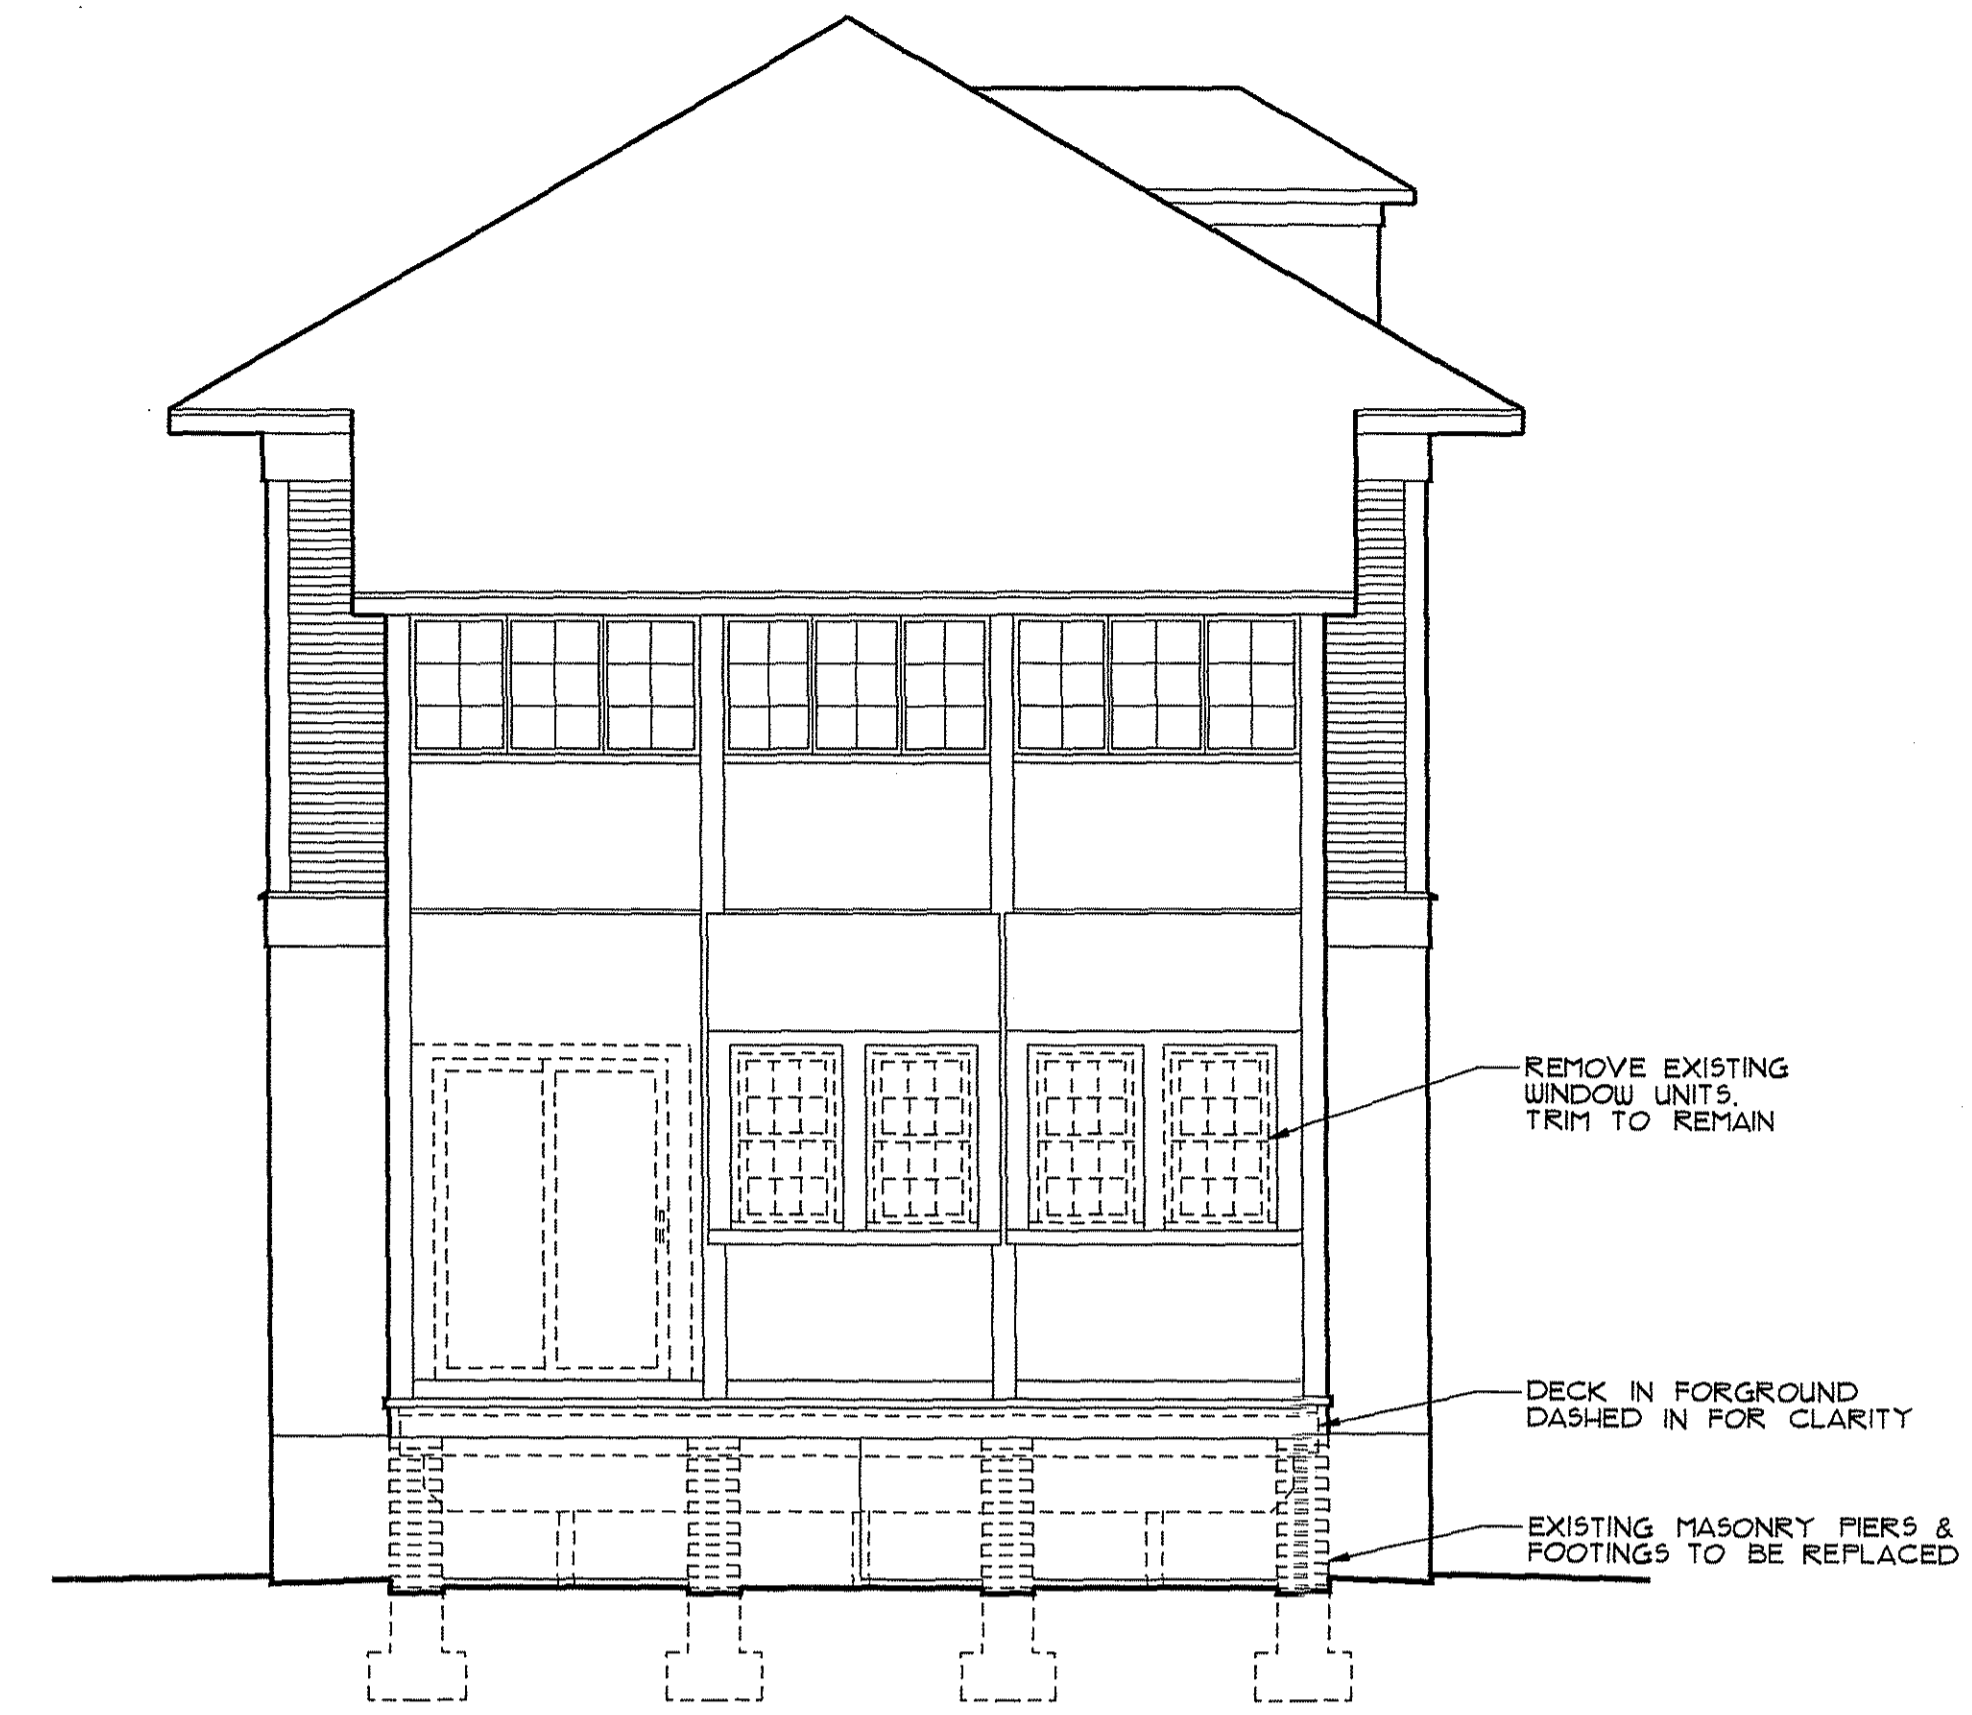 REMOVE EXISTING
WINDOW UNITS.
TRIM TO REMAIN
DECK IN FORGROUND
DASHED IN FOR CLARITY
EXISTING MASONRY PIERS &
FOOTINGS TO BE REPLACED